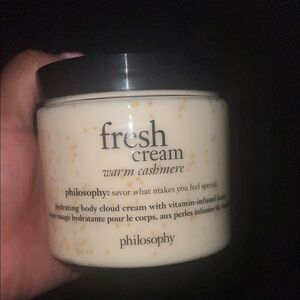 fresh
cream
warm cashmere
philosophy: savor what makes you feel special
hydrating body cloud cream with vitamin-infused beads
nuage hydratante pour le corps, aux perles infusées de
philosophy